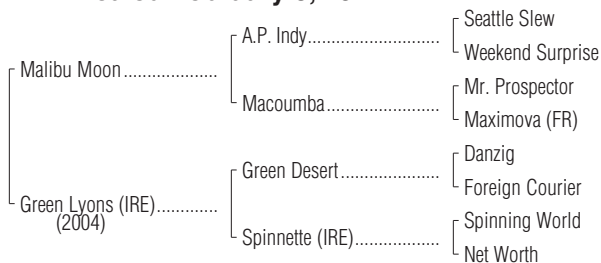 Seattle Slew
A.P. Indy
Weekend Surprise
Malibu Moon
Mr. Prospector
Macoumba
Maximova (FR)
Danzig
Green Desert
Foreign Courier
Green Lyons (IRE)
(2004)
Spinning World
Spinnette (IRE)
Net Worth